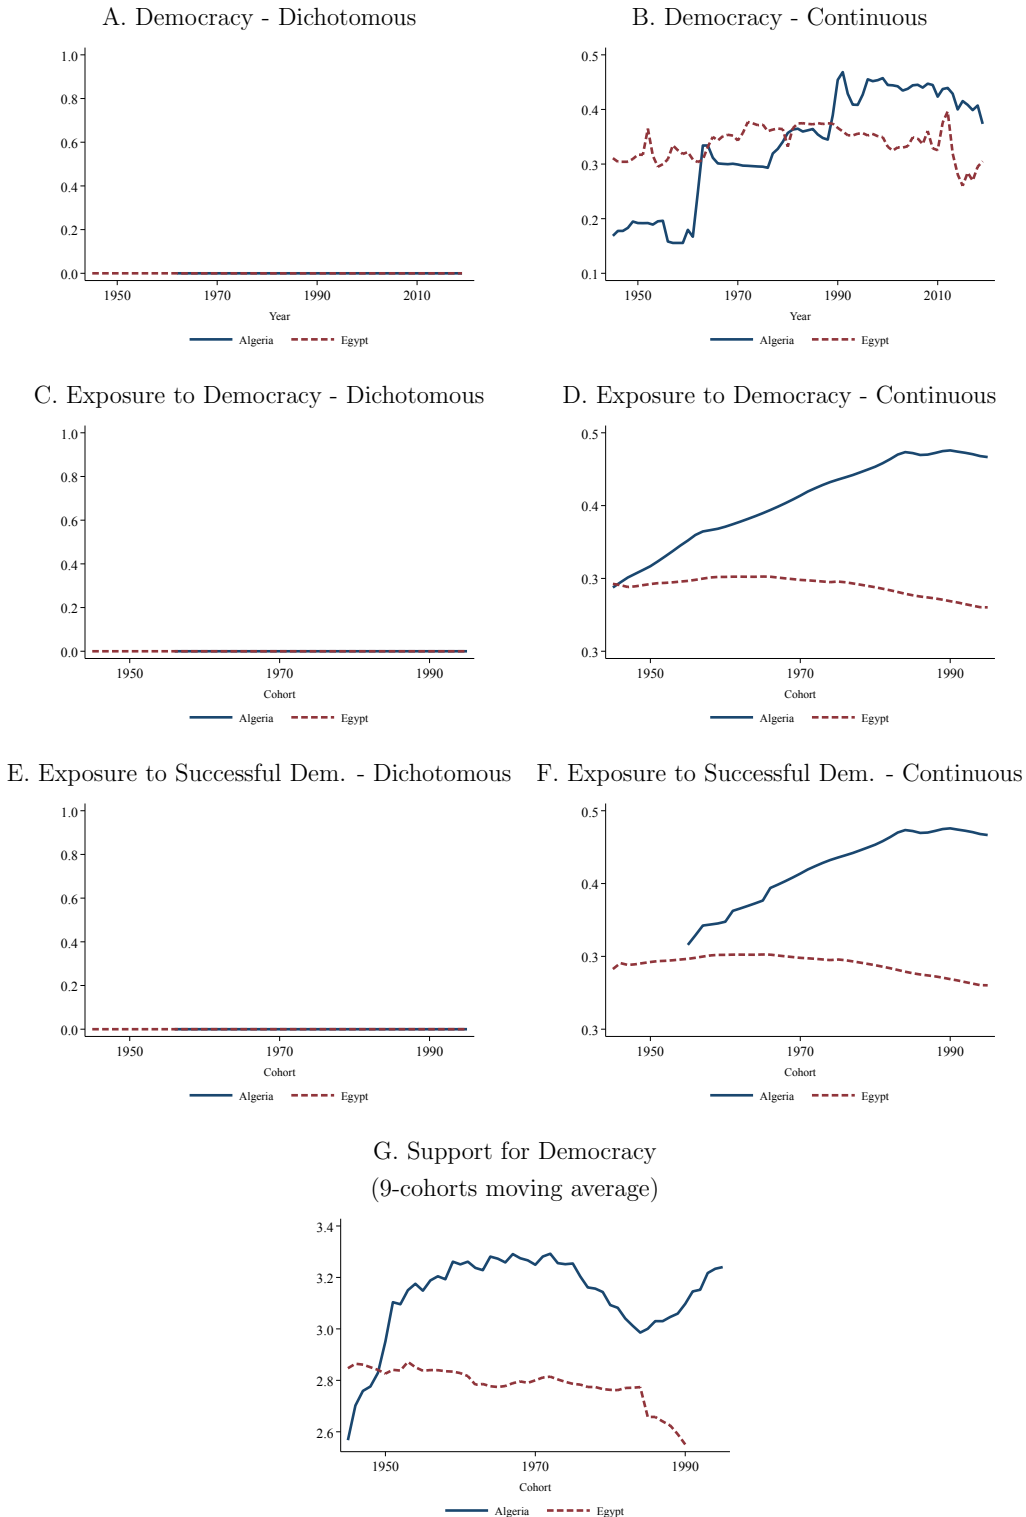 A. Democracy - Dichotomous
1.0
0.8
0.6
0.4
0.2
0.0
1950 1970 1990 2010
Year
Algeria Egypt
B. Democracy - Continuous
0.5
0.4
0.3
0.2
0.1
1950 1970 1990 2010
Year
Algeria Egypt
C. Exposure to Democracy - Dichotomous
1.0
0.8
0.6
0.4
0.2
0.0
1950 1970 1990
Cohort
Algeria Egypt
D. Exposure to Democracy - Continuous
0.5
0.4
0.3
0.3
1950 1970 1990
Cohort
Algeria Egypt
E. Exposure to Successful Dem. - Dichotomous
1.0
0.8
0.6
0.4
0.2
0.0
1950 1970 1990
Cohort
Algeria Egypt
F. Exposure to Successful Dem. - Continuous
0.5
0.4
0.3
0.3
1950 1970 1990
Cohort
Algeria Egypt
G. Support for Democracy
(9-cohorts moving average)
3.4
3.2
3.0
2.8
2.6
1950 1970 1990
Cohort
Algeria Egypt